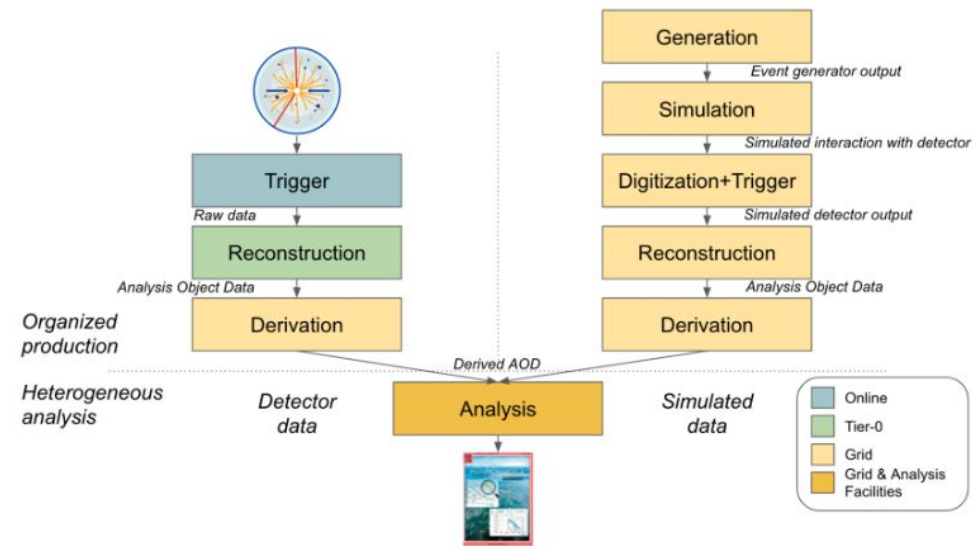 Generation
Event generator output
Simulation
Simulated interaction with detector
Trigger
Digitization+Trigger
Raw data
Simulated detector output
Reconstruction
Reconstruction
Analysis Object Data
Analysis Object Data
Organized
production
Derivation
Derivation
Derived AOD
Heterogeneous
analysis
Detector
data
Analysis
Simulated
data
Online
Tier-0
Grid
Grid & Analysis
Facilities